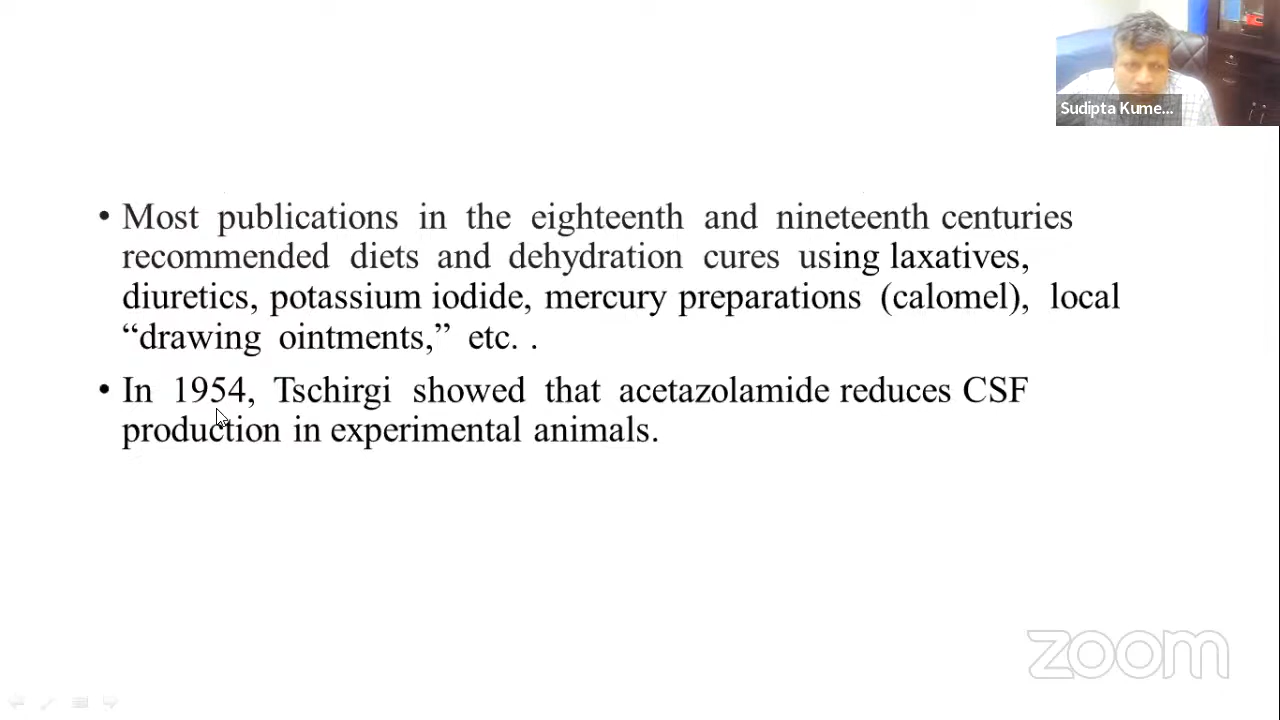 Sudipta Kume...
• Most publications in the eighteenth and nineteenth centuries
recommended diets and dehydration cures using laxatives,
diuretics, potassium iodide, mercury preparations (calomel), local
“drawing ointments,” etc. .
• In 1954, Tschirgi showed that acetazolamide reduces CSF
production in experimental animals.
zoom